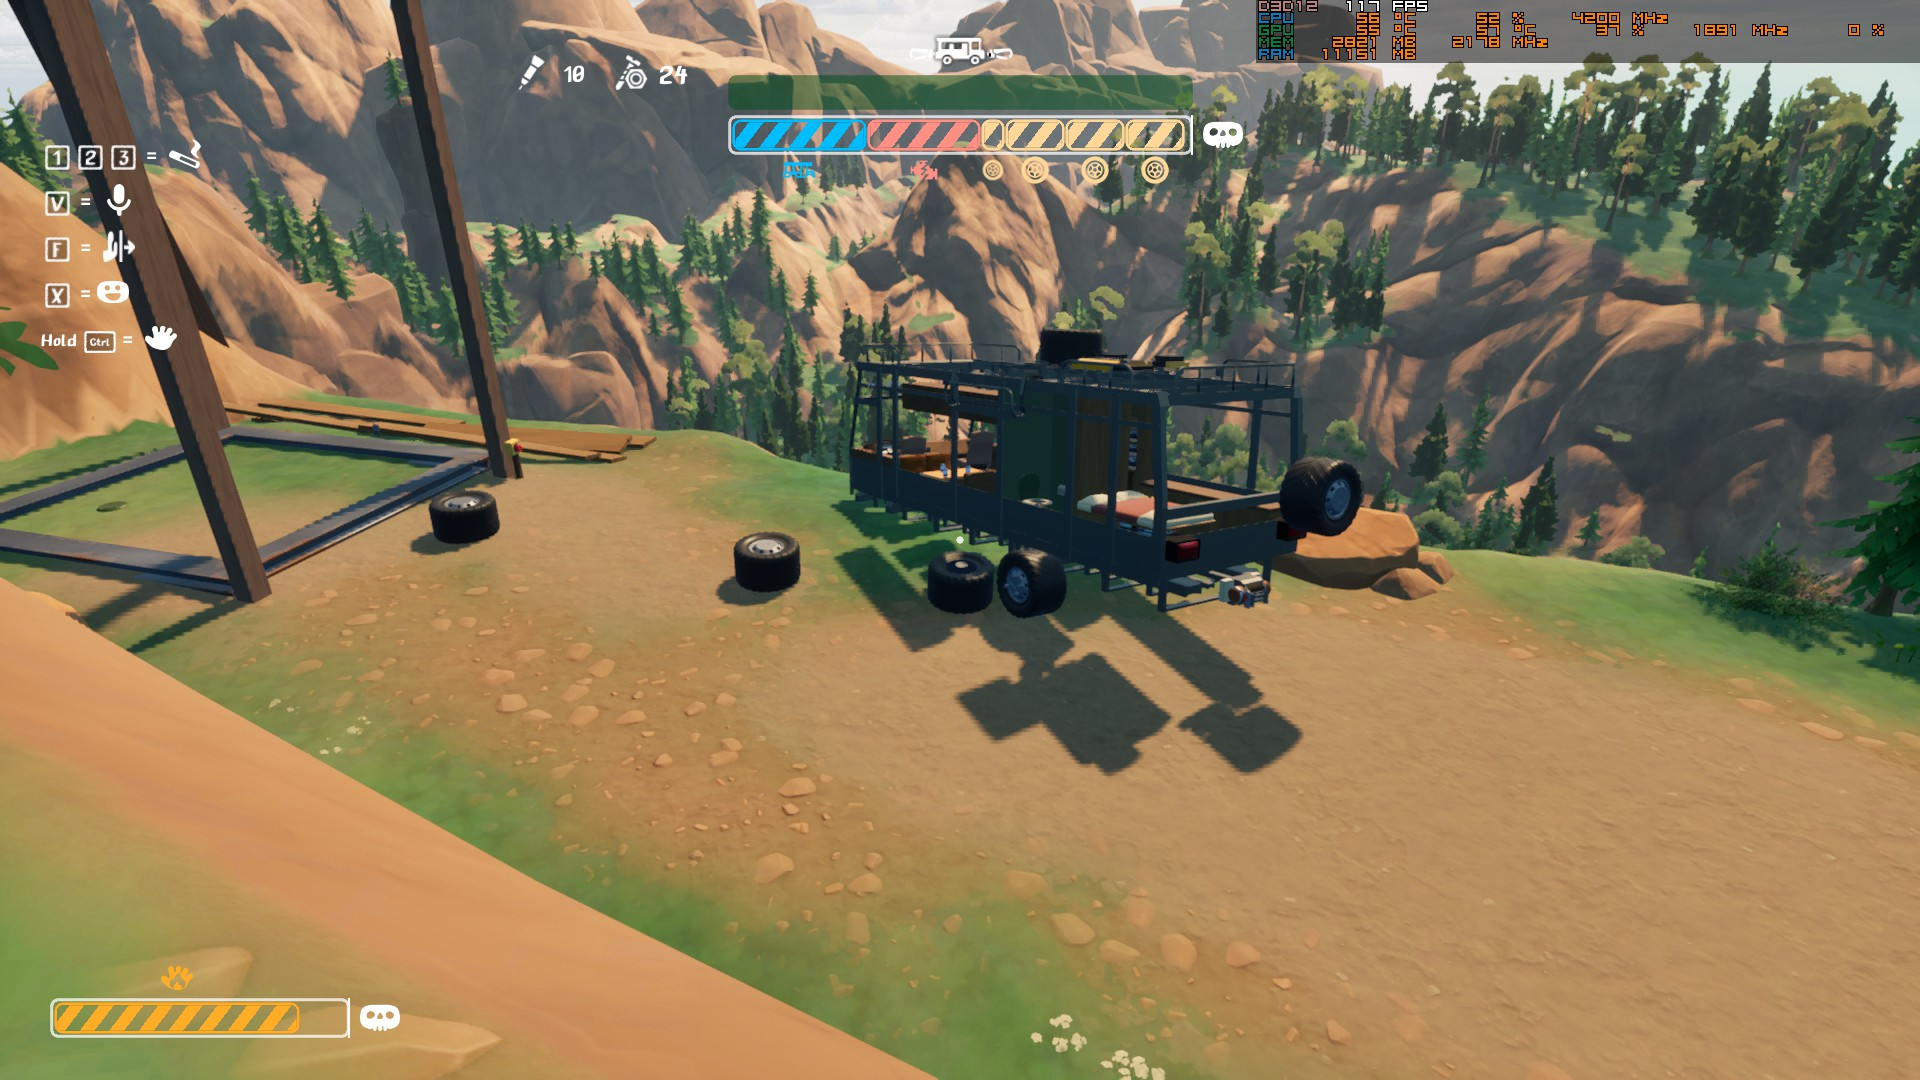 D3D12 117 FPS
CPU 56 °C 52 % 4200 MHz
GPU 55 °C 57 °C 37 % 1891 MHz 0 %
MEM 2821 MB 2178 MHz
RAM 11151 MB
10 24
1 2 3 =
V =
F =
X =
Hold Ctrl =